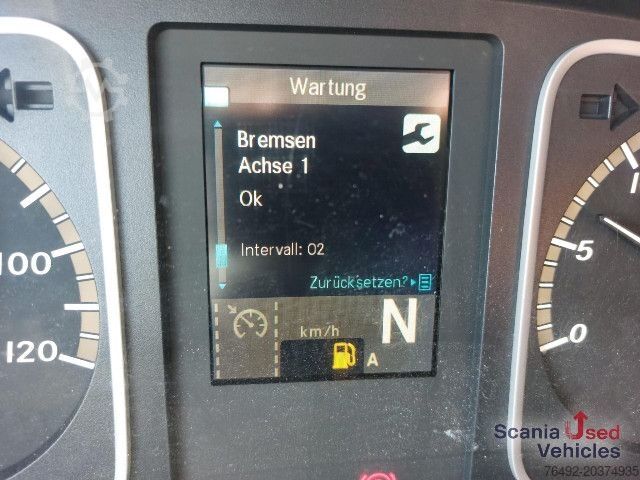 Wartung
Bremsen
Achse 1
Ok
Intervall: 02
Zurücksetzen?
km/h
N
A
100
120
5
0
Scania Used
Vehicles
76492-20374935